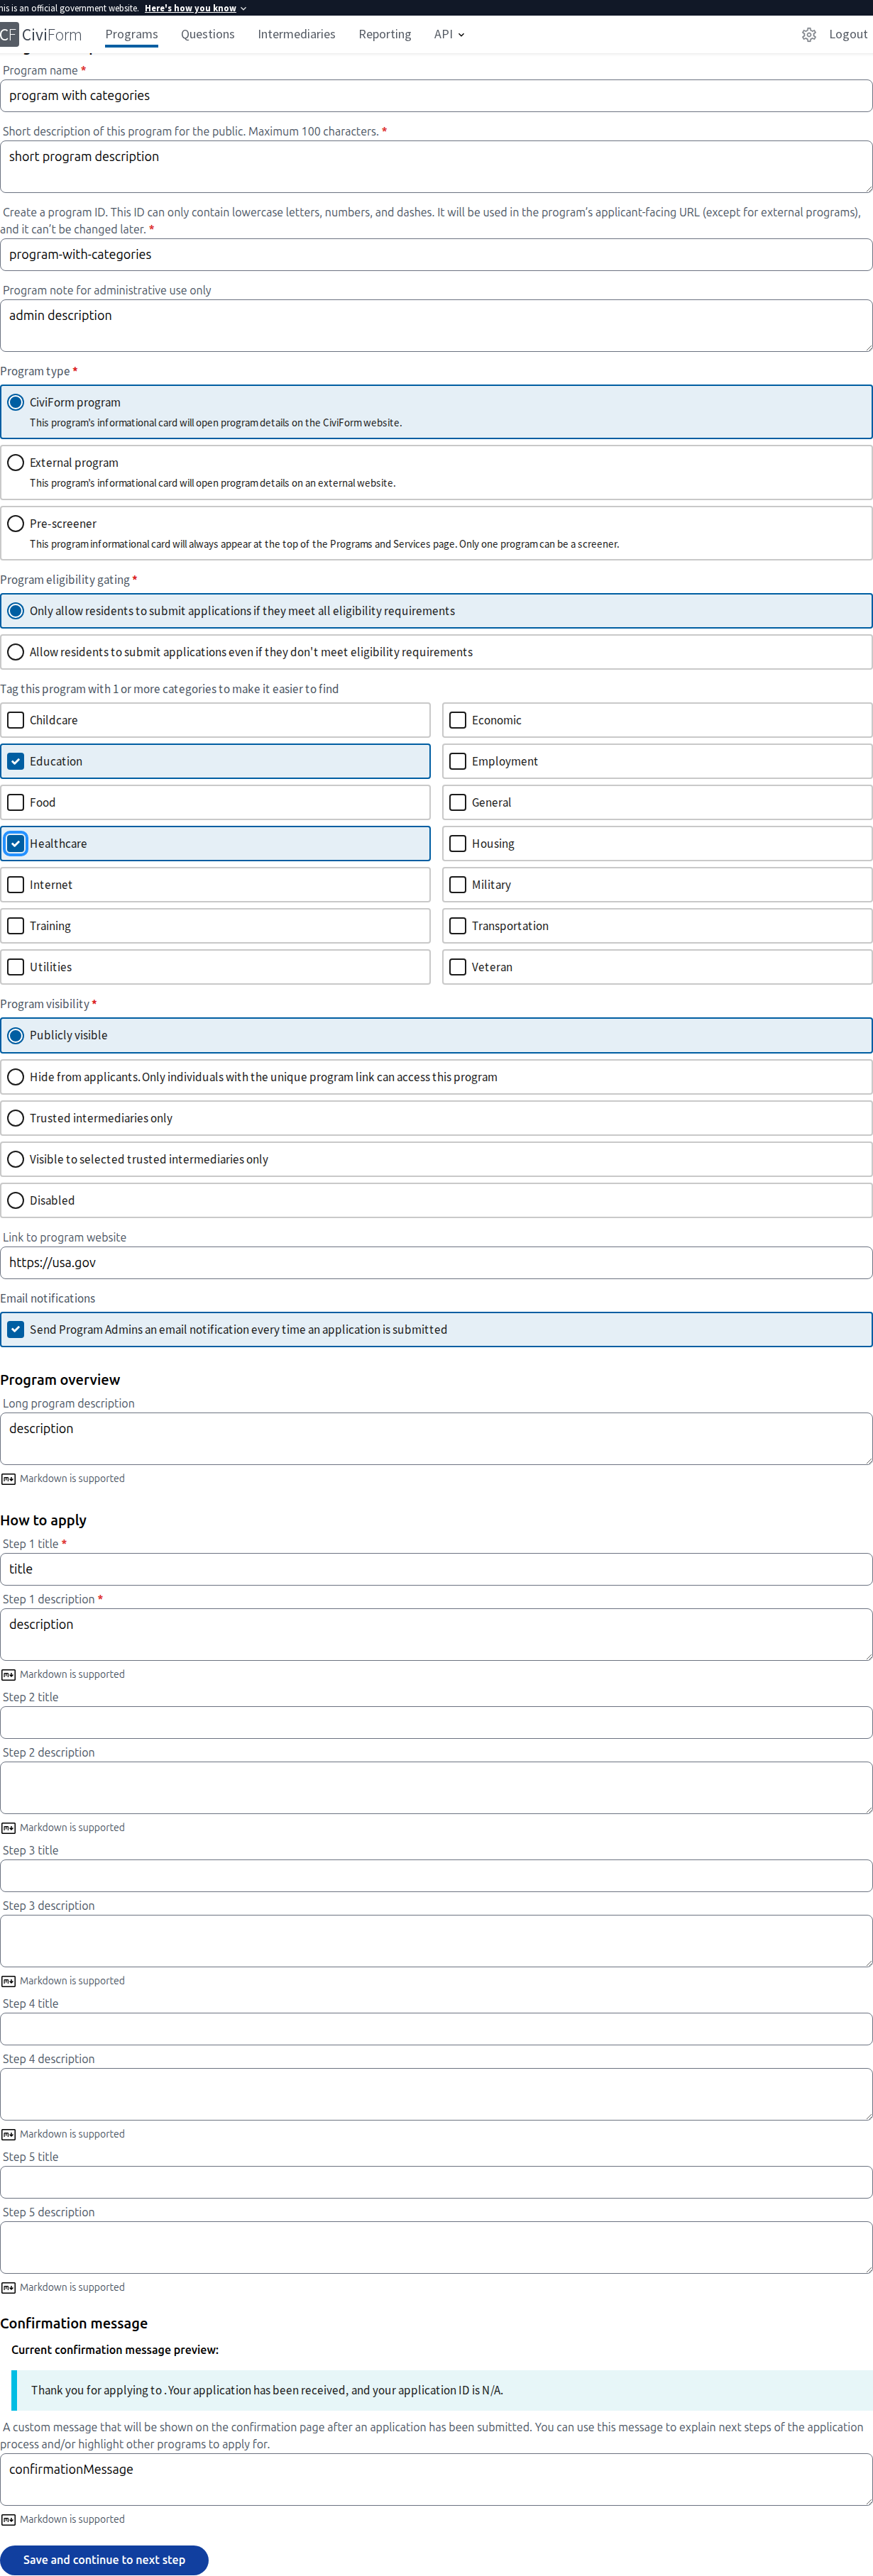 his is an official government website. Here's how you know
CF CiviForm Programs Questions Intermediaries Reporting API Logout
Program name *
program with categories
Short description of this program for the public. Maximum 100 characters. *
short program description
Create a program ID. This ID can only contain lowercase letters, numbers, and dashes. It will be used in the program's applicant-facing URL (except for external programs),
and it can't be changed later. *
program-with-categories
Program note for administrative use only
admin description
Program type *
CiviForm program
This program's informational card will open program details on the CiviForm website.
External program
This program's informational card will open program details on an external website.
Pre-screener
This program informational card will always appear at the top of the Programs and Services page. Only one program can be a screener.
Program eligibility gating *
Only allow residents to submit applications if they meet all eligibility requirements
Allow residents to submit applications even if they don't meet eligibility requirements
Tag this program with 1 or more categories to make it easier to find
Childcare Economic
Education Employment
Food General
Healthcare Housing
Internet Military
Training Transportation
Utilities Veteran
Program visibility *
Publicly visible
Hide from applicants. Only individuals with the unique program link can access this program
Trusted intermediaries only
Visible to selected trusted intermediaries only
Disabled
Link to program website
https://usa.gov
Email notifications
Send Program Admins an email notification every time an application is submitted
Program overview
Long program description
description
Markdown is supported
How to apply
Step 1 title *
title
Step 1 description *
description
Markdown is supported
Step 2 title
Step 2 description
Markdown is supported
Step 3 title
Step 3 description
Markdown is supported
Step 4 title
Step 4 description
Markdown is supported
Step 5 title
Step 5 description
Markdown is supported
Confirmation message
Current confirmation message preview:
Thank you for applying to . Your application has been received, and your application ID is N/A.
A custom message that will be shown on the confirmation page after an application has been submitted. You can use this message to explain next steps of the application
process and/or highlight other programs to apply for.
confirmationMessage
Markdown is supported
Save and continue to next step